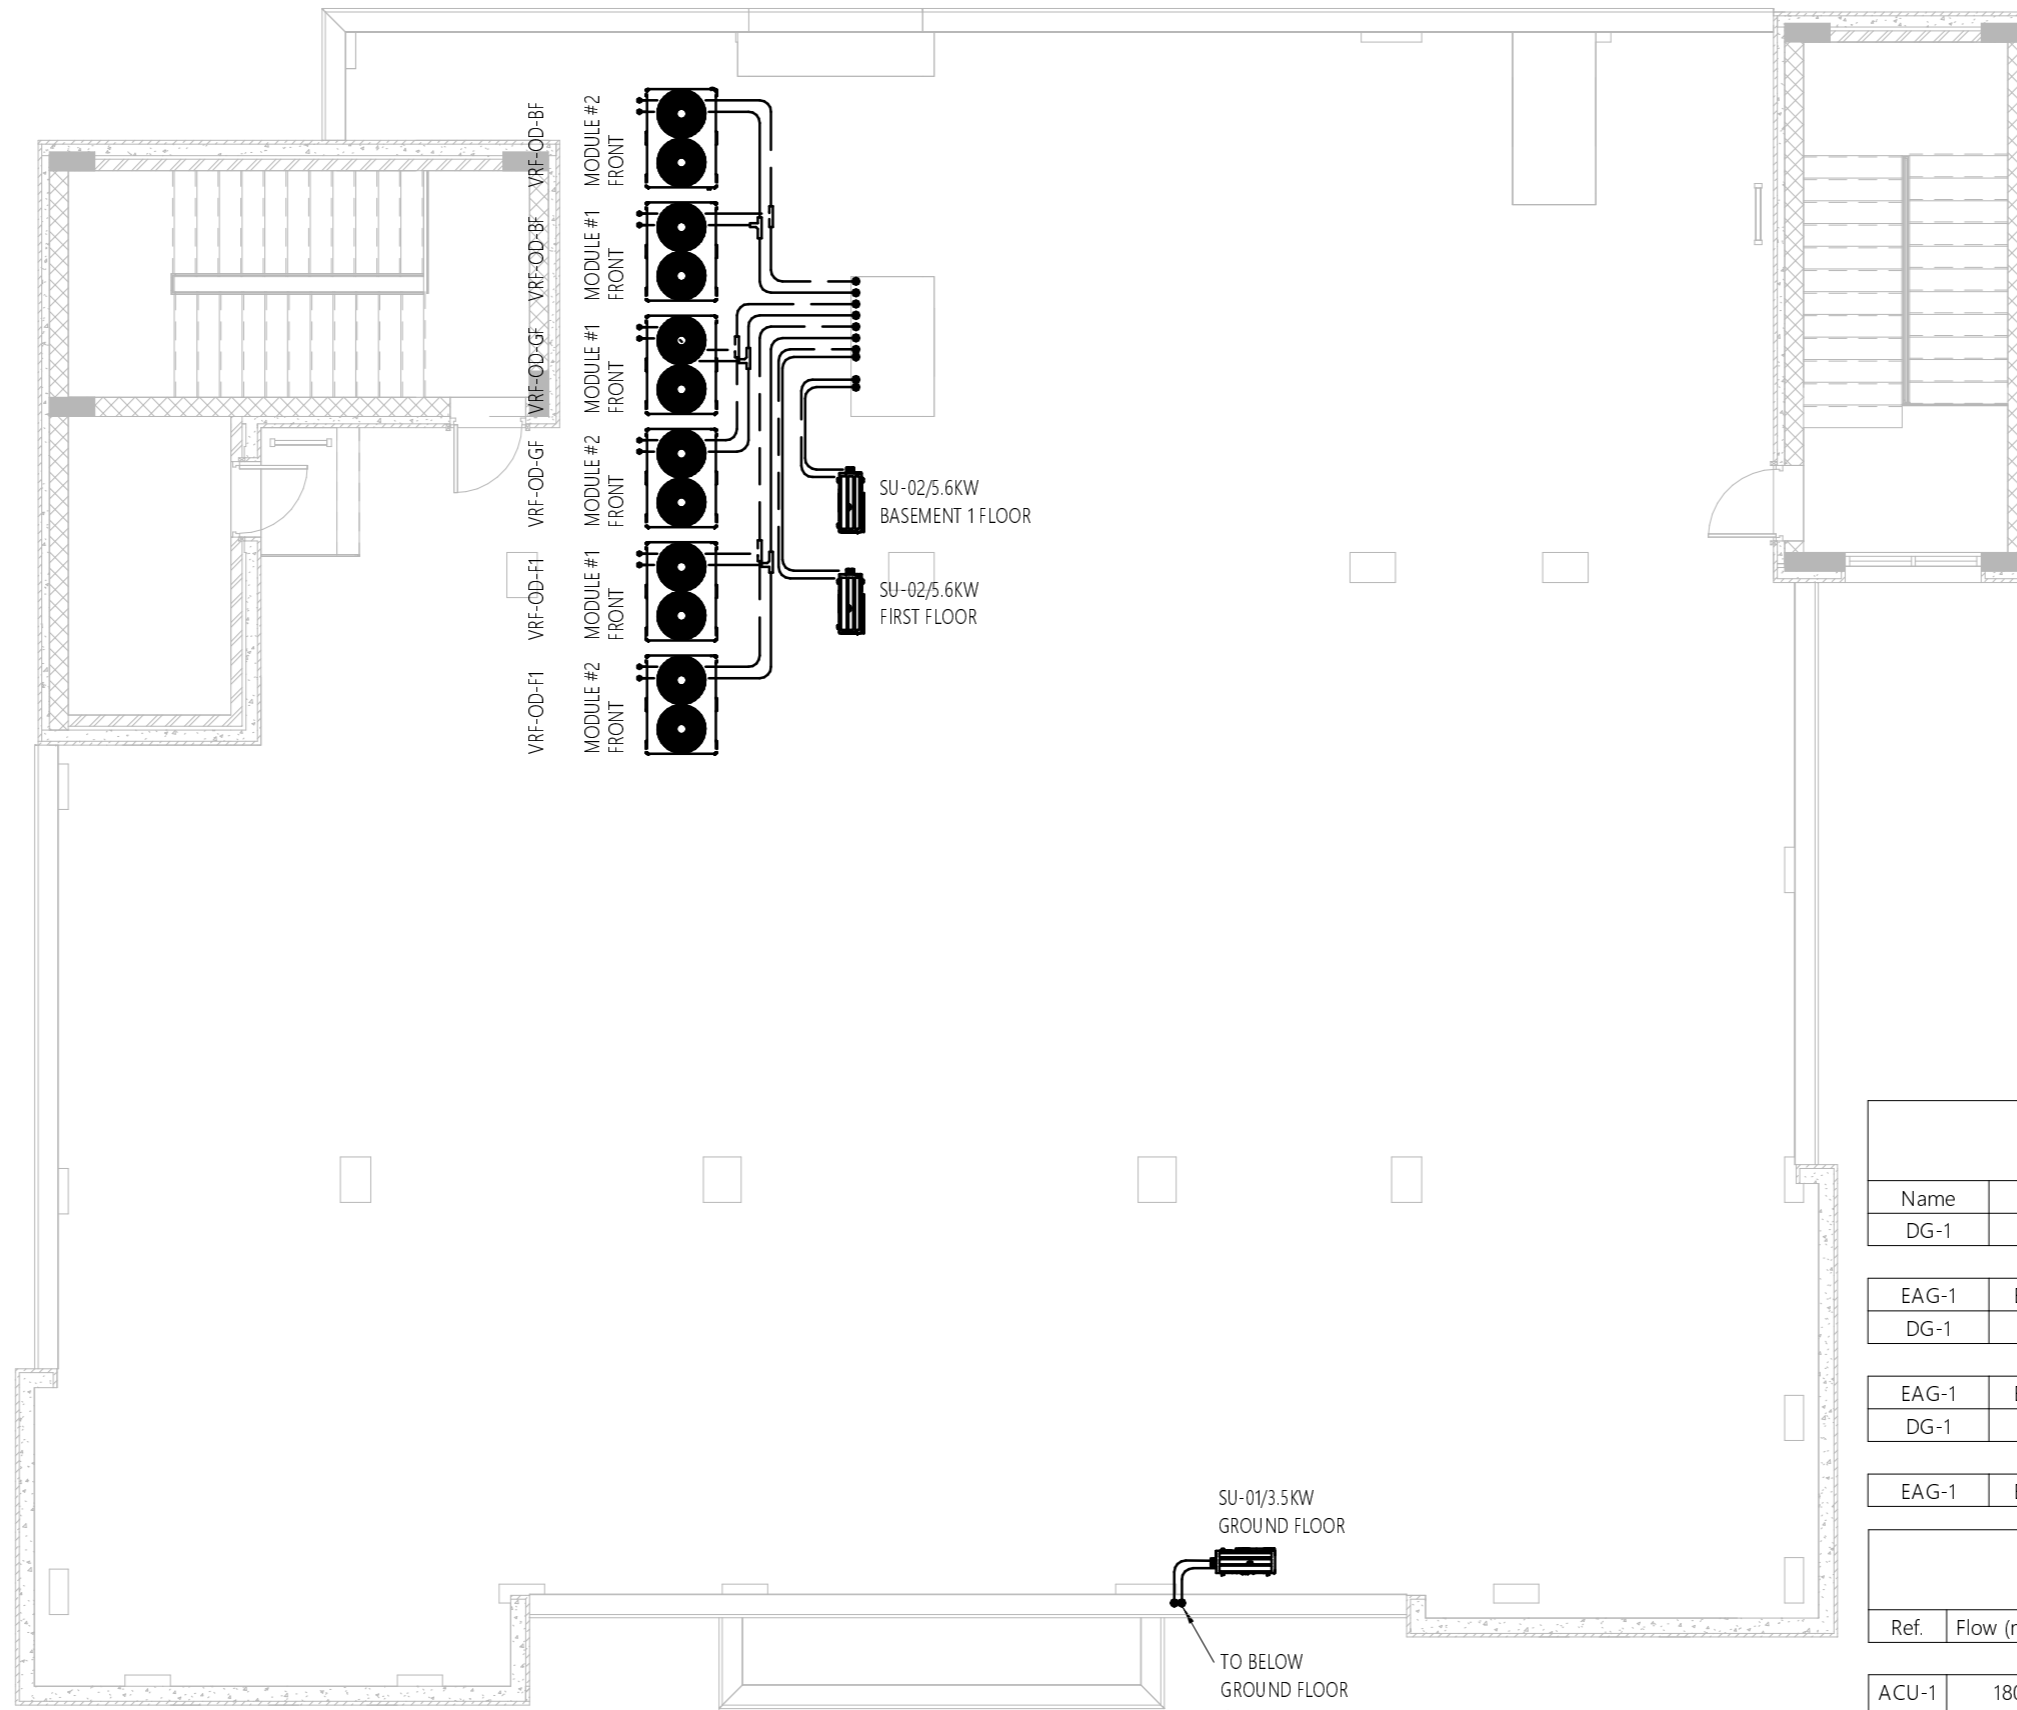 VRF-OD-BF
MODULE #2
FRONT
VRF-OD-BF
MODULE #1
FRONT
VRF-OD-GF
MODULE #1
FRONT
VRF-OD-GF
MODULE #2
FRONT
VRF-OD-F1
MODULE #1
FRONT
VRF-OD-F1
MODULE #2
FRONT
SU-02/5.6KW
BASEMENT 1 FLOOR
SU-02/5.6KW
FIRST FLOOR
SU-01/3.5KW
GROUND FLOOR
TO BELOW
GROUND FLOOR
Name
DG-1
EAG-1
DG-1
EAG-1
DG-1
EAG-1
Ref. Flow
ACU-1